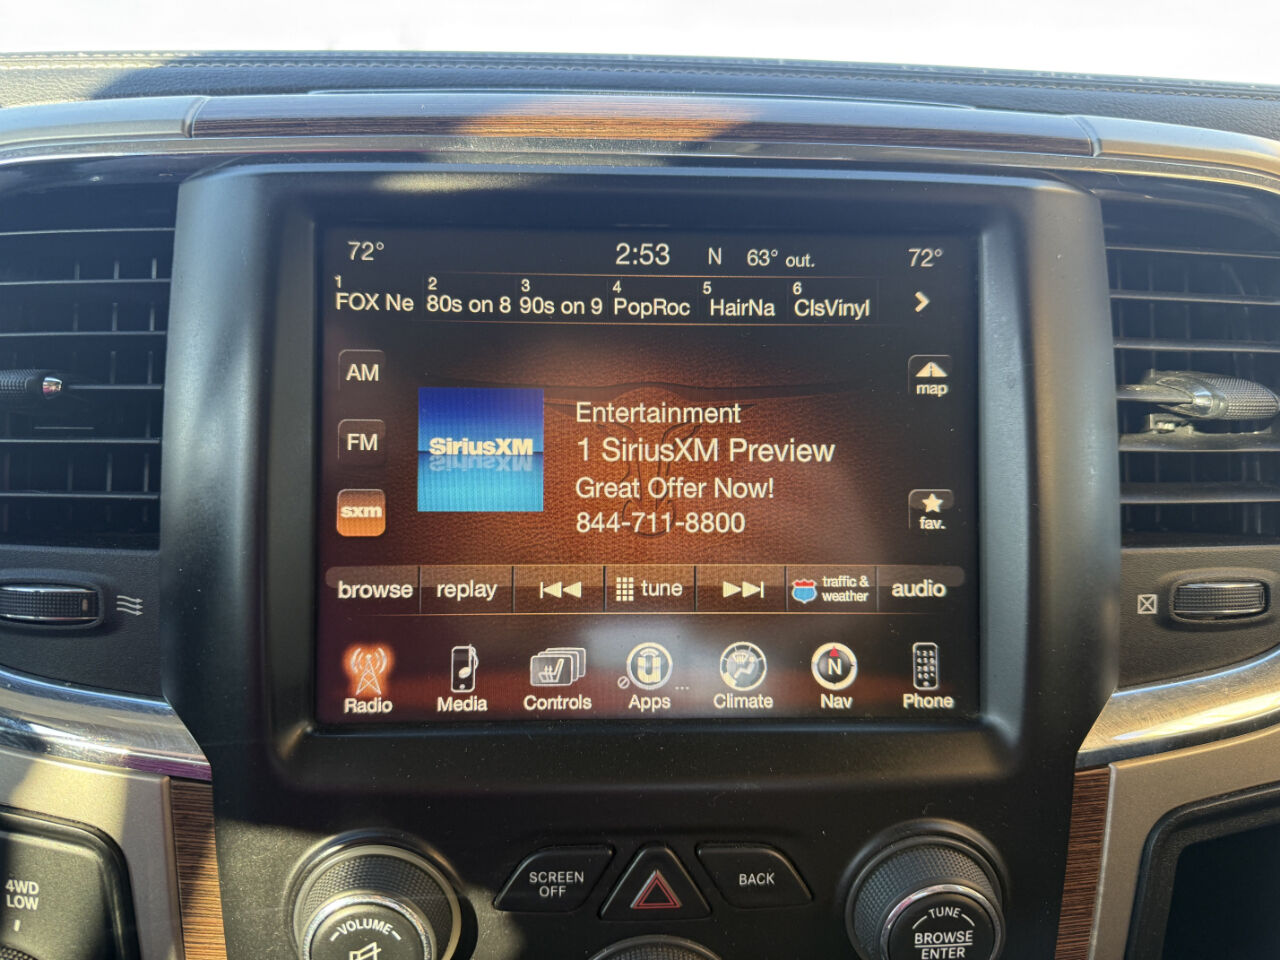 72° 2:53 N 63° out. 72°
1 2 3 4 5 6
FOX Ne 80s on 8 90s on 9 PopRoc HairNa ClsVinyl
AM
map
Entertainment
FM
SiriusXM
1 SiriusXM Preview
Great Offer Now!
sxm
fav.
844-711-8800
browse replay tune traffic & weather audio
Radio Media Controls Apps ... Climate N Nav Phone
4WD
LOW
SCREEN
OFF
BACK
VOLUME
TUNE
BROWSE
ENTER